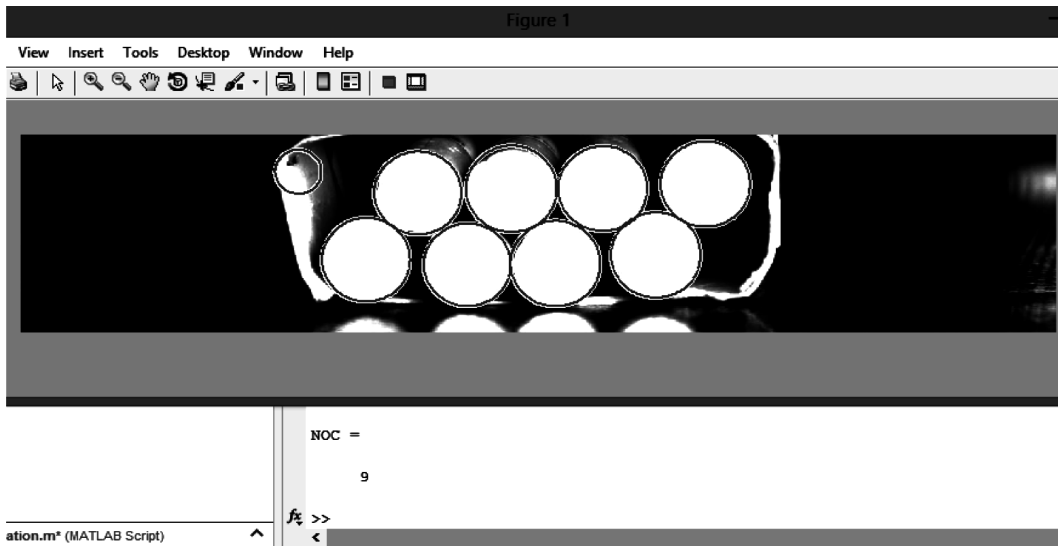 Figure 1
View Insert Tools Desktop Window Help
NOC =
9
fx >>
ation.m* (MATLAB Script)